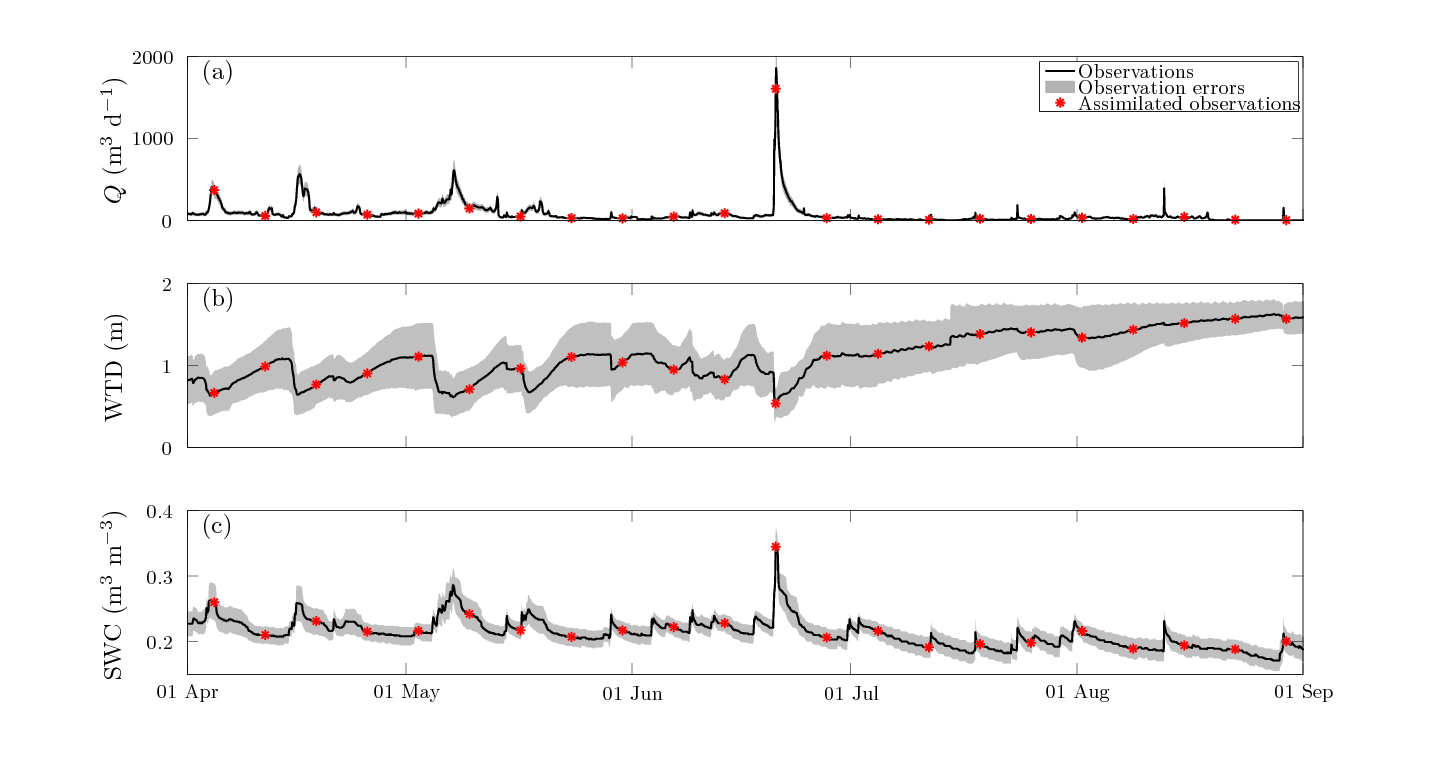 (a)
2000
1000
0
Q (m³ d⁻¹)
Observations
Observation errors
Assimilated observations
(b)
2
1
0
WTD (m)
(c)
0.4
0.3
0.2
SWC (m³ m⁻³)
01 Apr 01 May 01 Jun 01 Jul 01 Aug 01 Sep